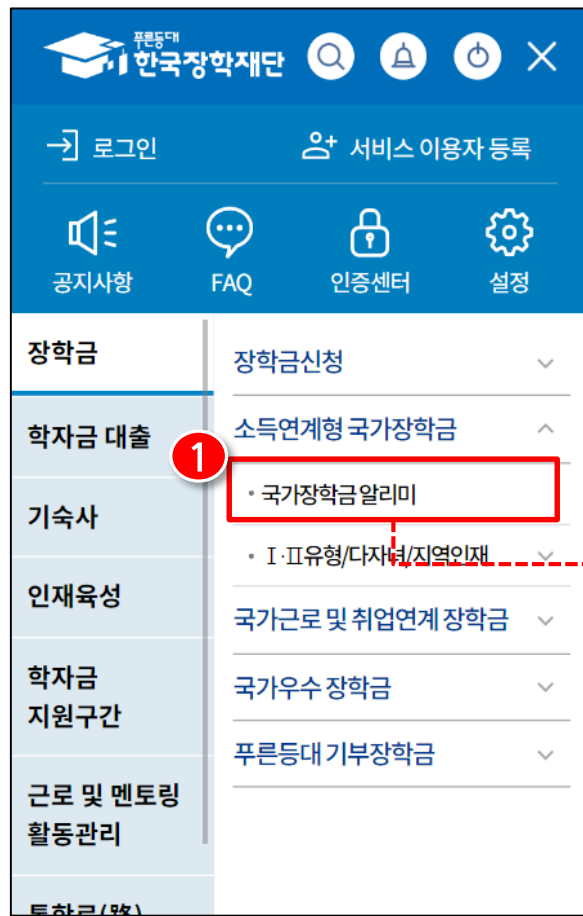 푸른등대
한국장학재단
로그인
서비스 이용자 등록
공지사항
FAQ
인증센터
설정
장학금
학자금 대출
기숙사
인재육성
학자금
지원구간
근로 및 멘토링
활동관리
통학로(路)
장학금신청
소득연계형 국가장학금
1
• 국가장학금알리미
• Ⅰ·Ⅱ유형/다자녀/지역인재
국가근로 및 취업연계 장학금
국가우수 장학금
푸른등대 기부장학금